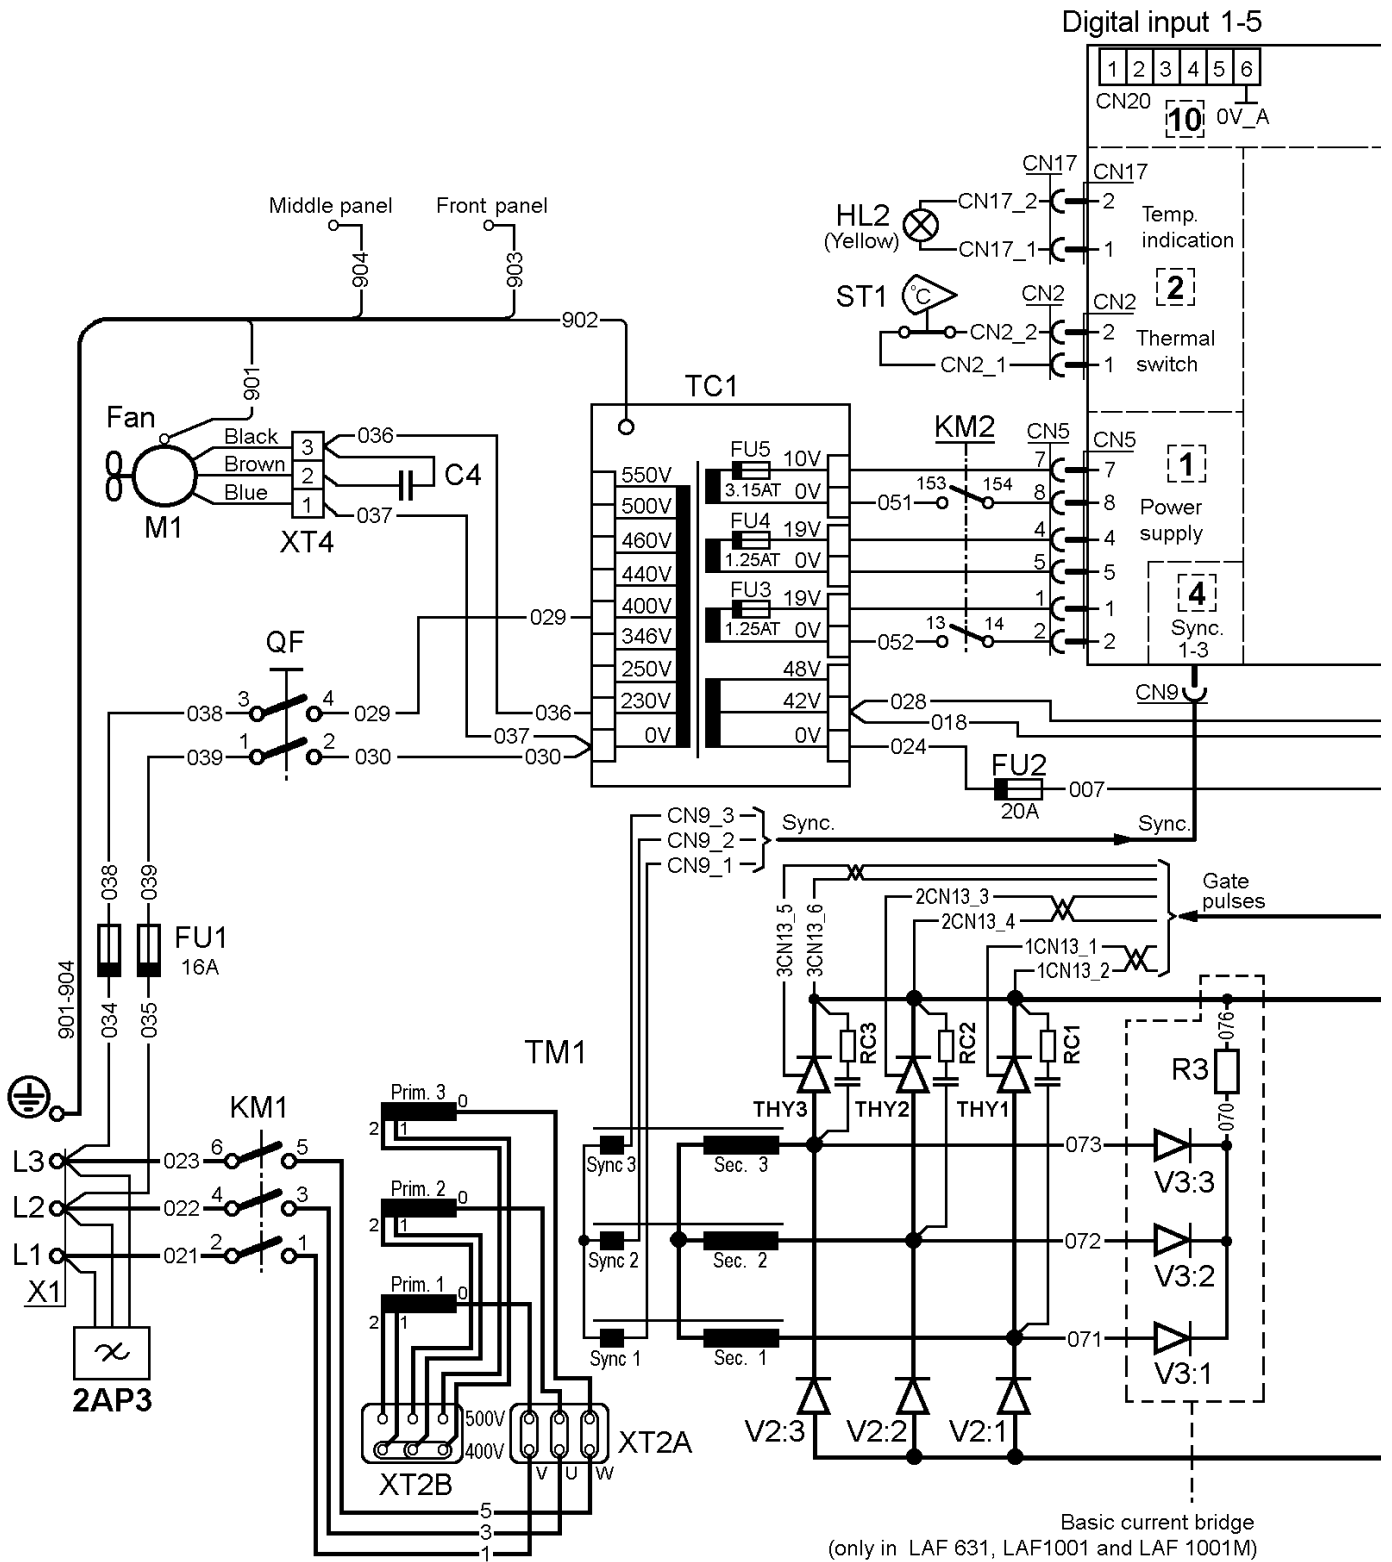 Digital input 1-5
1 2 3 4 5 6
CN20
10
0V_A
CN17
CN17
CN17_2
2
HL2
(Yellow)
CN17_1
1
Temp.
indication
2
Middle panel
Front panel
904
903
902
901
ST1
°C
CN2
CN2
CN2_2
2
CN2_1
1
Thermal
switch
Fan
M1
Black
Brown
Blue
3
2
1
XT4
036
C4
037
TC1
550V
500V
460V
440V
400V
346V
250V
230V
0V
FU5
3.15AT
10V
0V
FU4
1.25AT
19V
0V
FU3
1.25AT
19V
0V
48V
42V
0V
KM2
051
153
154
052
13
14
CN5
CN5
7
7
8
8
4
4
5
5
1
1
2
2
1
Power
supply
4
Sync.
1-3
CN9
QF
038
3
4
029
029
039
1
2
030
036
037
030
028
018
024
FU2
20A
007
CN9_3
CN9_2
CN9_1
Sync.
Sync.
038
039
FU1
16A
034
035
901-904
3CN13_5
3CN13_6
2CN13_3
2CN13_4
1CN13_1
1CN13_2
Gate
pulses
RC3
RC2
RC1
THY3
THY2
THY1
076
R3
070
073
V3:3
072
V3:2
071
V3:1
V2:3
V2:2
V2:1
TM1
Prim. 3
0
2
1
Prim. 2
0
2
1
Prim. 1
0
2
1
Sync 3
Sec. 3
Sync 2
Sec. 2
Sync 1
Sec. 1
KM1
L3
023
6
5
L2
022
4
3
L1
021
2
1
X1
2AP3
500V
400V
XT2B
XT2A
V
U
W
5
3
1
Basic current bridge
(only in LAF 631, LAF1001 and LAF 1001M)